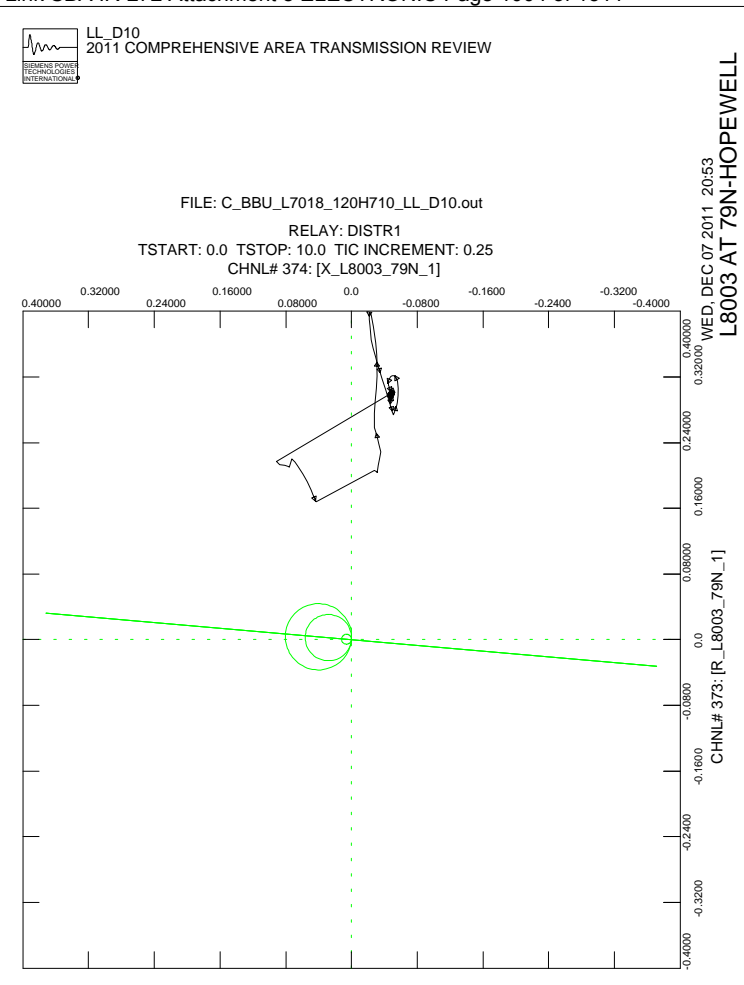 LL_D10
2011 COMPREHENSIVE AREA TRANSMISSION REVIEW
SIEMENS POWER
TECHNOLOGIES
INTERNATIONAL
FILE: C_BBU_L7018_120H710_LL_D10.out
RELAY: DISTR1
TSTART: 0.0 TSTOP: 10.0 TIC INCREMENT: 0.25
CHNL# 374: [X_L8003_79N_1]
0.40000 0.32000 0.24000 0.16000 0.08000 0.0 -0.0800 -0.1600 -0.2400 -0.3200 -0.4000
WED, DEC 07 2011 20:53
L8003 AT 79N-HOPEWELL
0.40000
0.32000
0.24000
0.16000
0.08000
0.0
-0.0800
-0.1600
-0.2400
-0.3200
-0.4000
CHNL# 373: [R_L8003_79N_1]